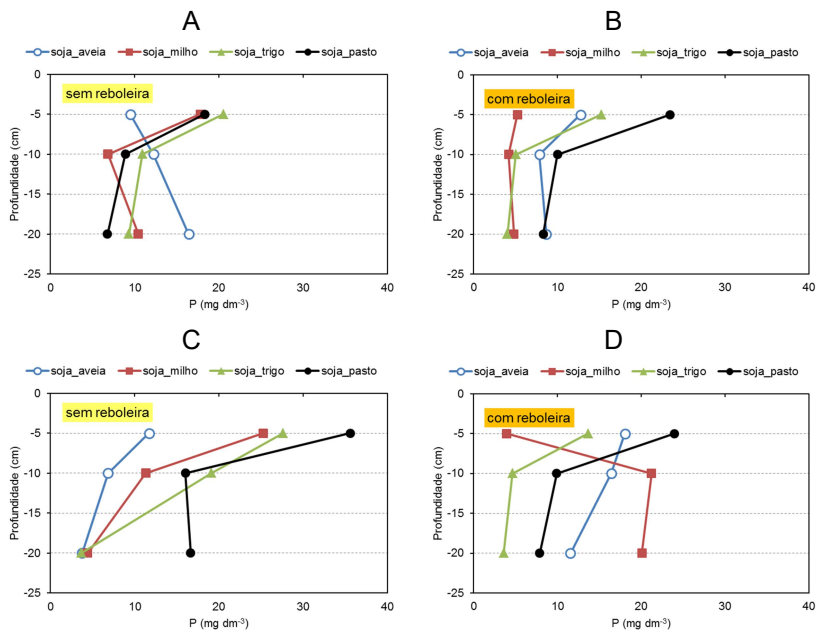 A
soja_aveia soja_milho soja_trigo soja_pasto
sem reboleira
0
-5
-10
-15
-20
-25
Profundidade (cm)
0 10 20 30 40
P (mg dm-3)
B
soja_aveia soja_milho soja_trigo soja_pasto
com reboleira
0
-5
-10
-15
-20
-25
Profundidade (cm)
0 10 20 30 40
P (mg dm-3)
C
soja_aveia soja_milho soja_trigo soja_pasto
sem reboleira
0
-5
-10
-15
-20
-25
Profundidade (cm)
0 10 20 30 40
P (mg dm-3)
D
soja_aveia soja_milho soja_trigo soja_pasto
com reboleira
0
-5
-10
-15
-20
-25
Profundidade (cm)
0 10 20 30 40
P (mg dm-3)